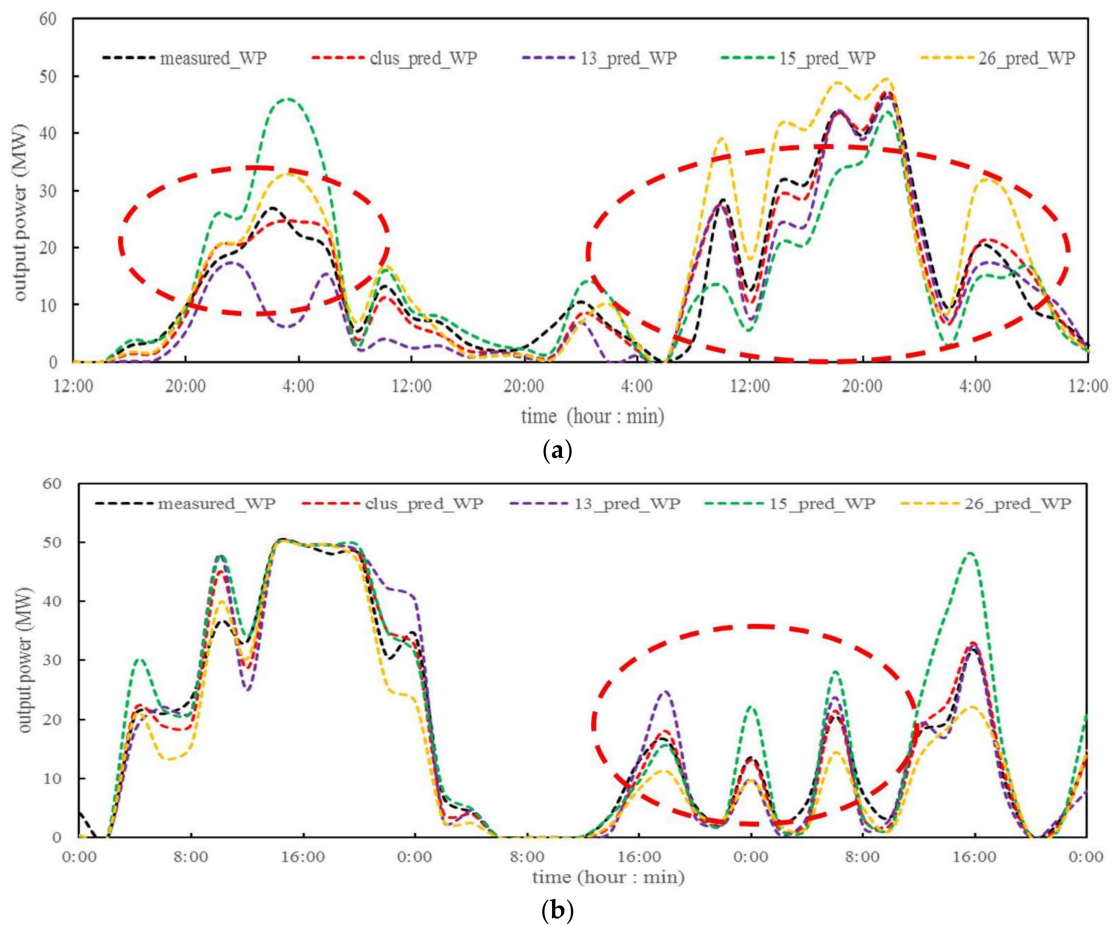 60
measured_WP clus_pred_WP 13_pred_WP 15_pred_WP 26_pred_WP
50
40
30
20
10
0
output power (MW)
12:00 20:00 4:00 12:00 20:00 4:00 12:00 20:00 4:00 12:00
time (hour : min)
(a)
60
measured_WP clus_pred_WP 13_pred_WP 15_pred_WP 26_pred_WP
50
40
30
20
10
0
output power (MW)
0:00 8:00 16:00 0:00 8:00 16:00 0:00 8:00 16:00 0:00
time (hour : min)
(b)